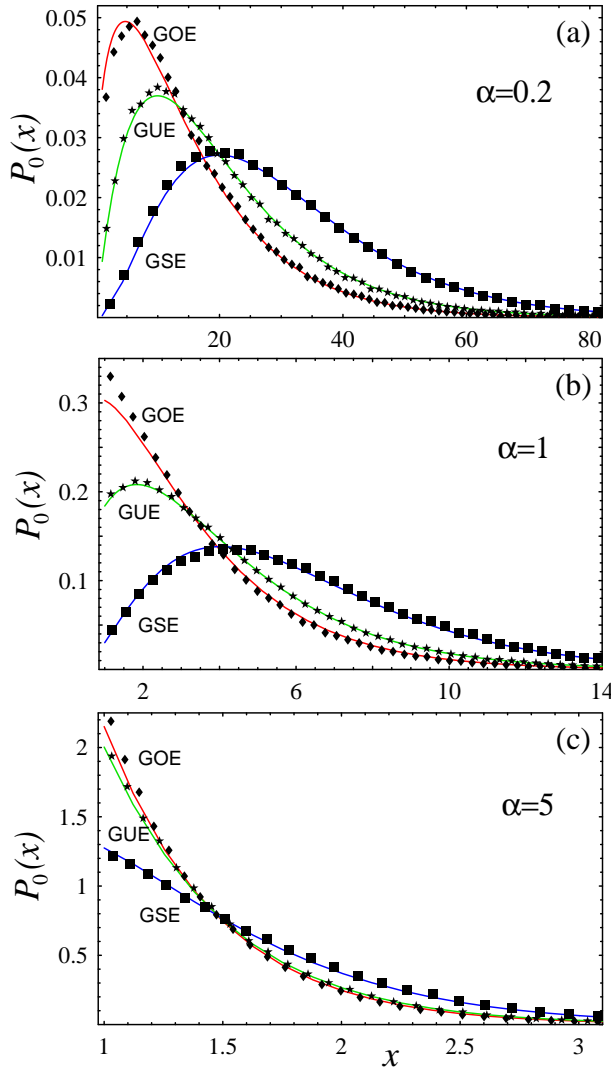 0.05
GOE
(a)
0.04
α=0.2
P₀(x)
0.03
GUE
0.02
0.01
GSE
20
40
60
80
(b)
0.3
GOE
α=1
P₀(x)
0.2
GUE
0.1
GSE
2
6
10
14
(c)
2
GOE
α=5
P₀(x)
1.5
GUE
1
GSE
0.5
1
1.5
2
2.5
3
x